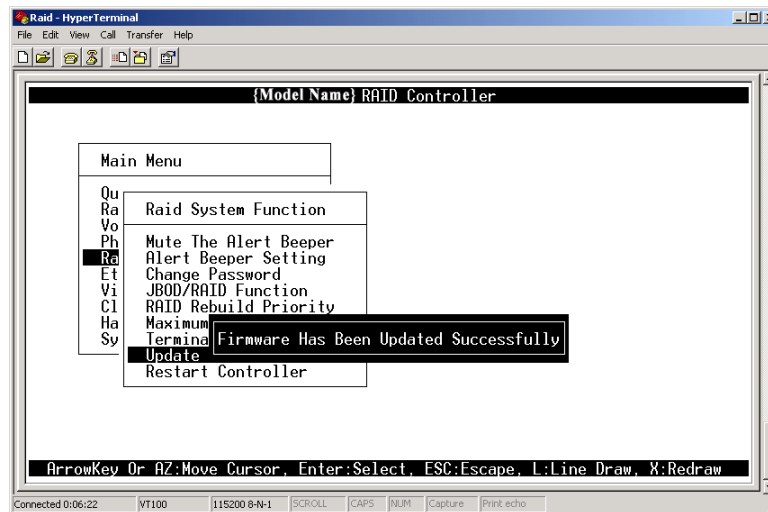 Raid - HyperTerminal
File Edit View Call Transfer Help
{Model Name} RAID Controller
Main Menu
Qu
Ra
Vo
Ph
Ra
Et
Vi
Cl
Ha
Sy
Raid System Function
Mute The Alert Beeper
Alert Beeper Setting
Change Password
JBOD/RAID Function
RAID Rebuild Priority
Maximum
Termina
Update
Restart Controller
Firmware Has Been Updated Successfully
ArrowKey Or AZ:Move Cursor, Enter:Select, ESC:Escape, L:Line Draw, X:Redraw
Connected 0:06:22 VT100 115200 8-N-1 SCROLL CAPS NUM Capture Print echo